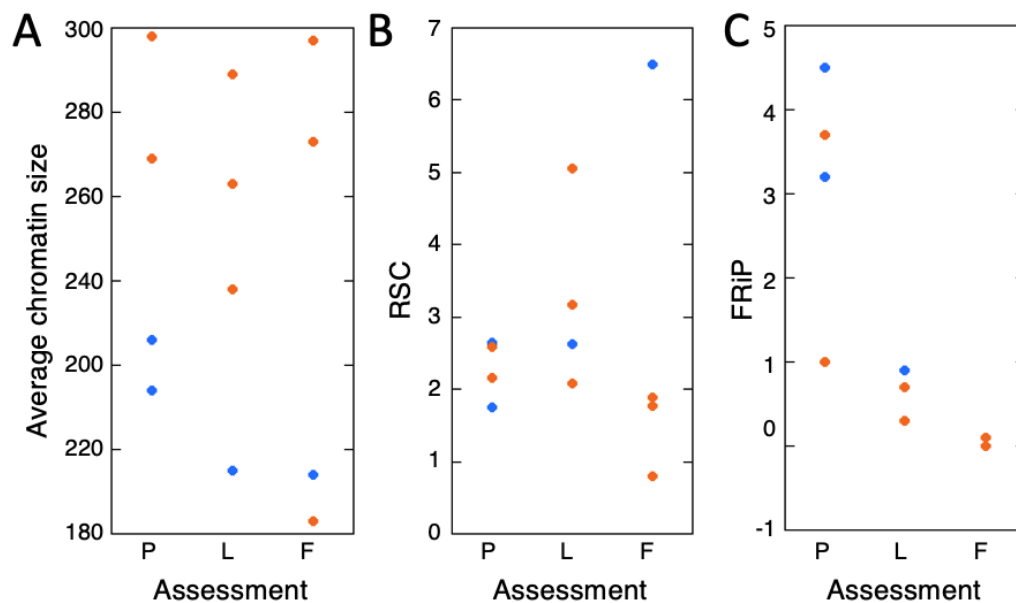 A
Average chromatin size
300
280
260
240
200
220
180
P L F
Assessment
B
RSC
7
6
5
4
3
2
1
0
P L F
Assessment
C
FRiP
5
4
3
2
1
0
-1
P L F
Assessment